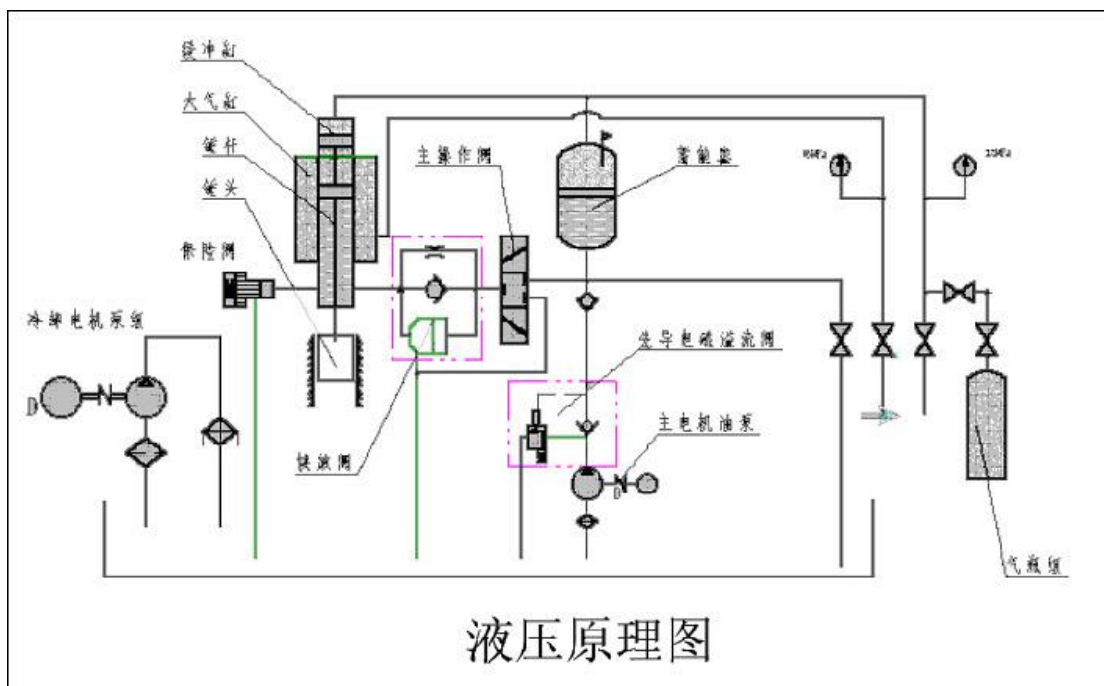 缓冲缸
大气缸
锤杆
锤头
保险阀
主操作阀
蓄能器
冷却电机泵组
先导电磁溢流阀
主电机油泵
快放阀
气瓶组
D
D
液压原理图